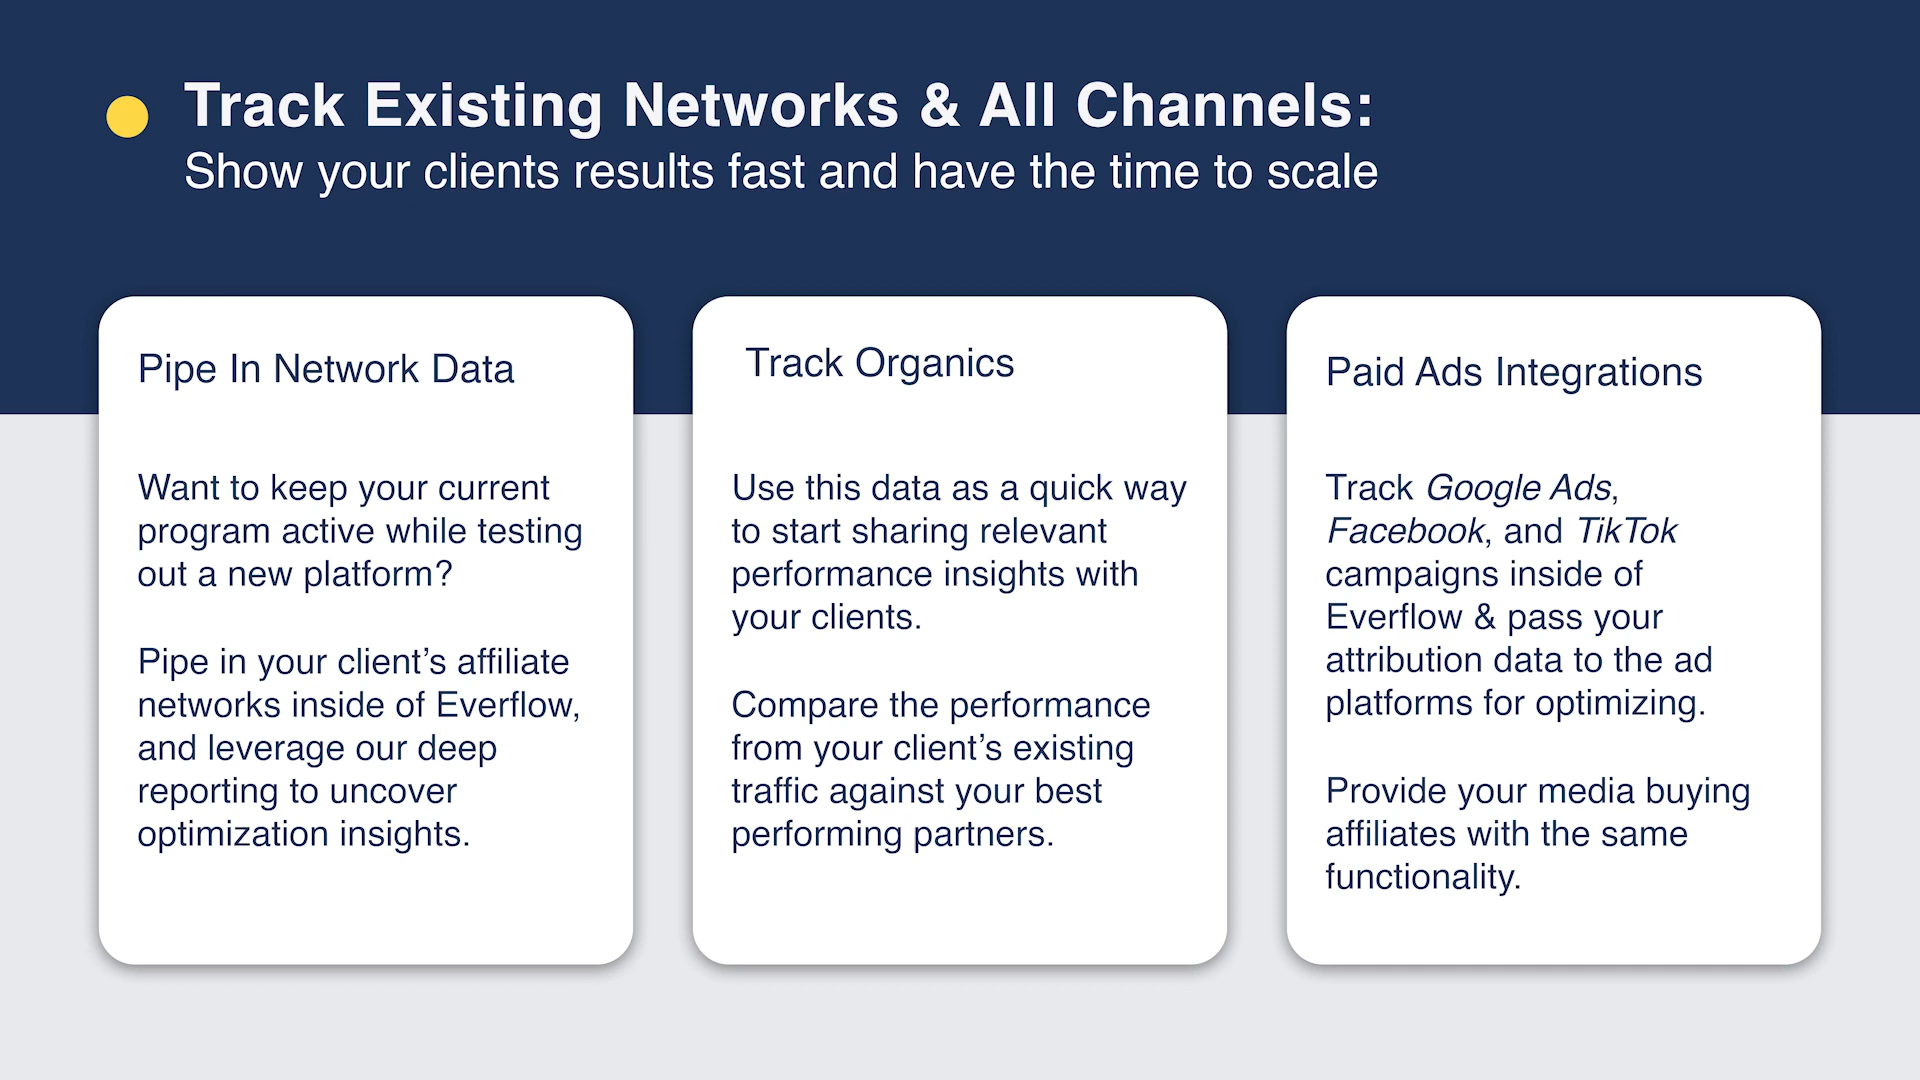 Track Existing Networks & All Channels:
Show your clients results fast and have the time to scale
Pipe In Network Data
Want to keep your current
program active while testing
out a new platform?
Pipe in your client’s affiliate
networks inside of Everflow,
and leverage our deep
reporting to uncover
optimization insights.
Track Organics
Use this data as a quick way
to start sharing relevant
performance insights with
your clients.
Compare the performance
from your client’s existing
traffic against your best
performing partners.
Paid Ads Integrations
Track Google Ads,
Facebook, and TikTok
campaigns inside of
Everflow & pass your
attribution data to the ad
platforms for optimizing.
Provide your media buying
affiliates with the same
functionality.